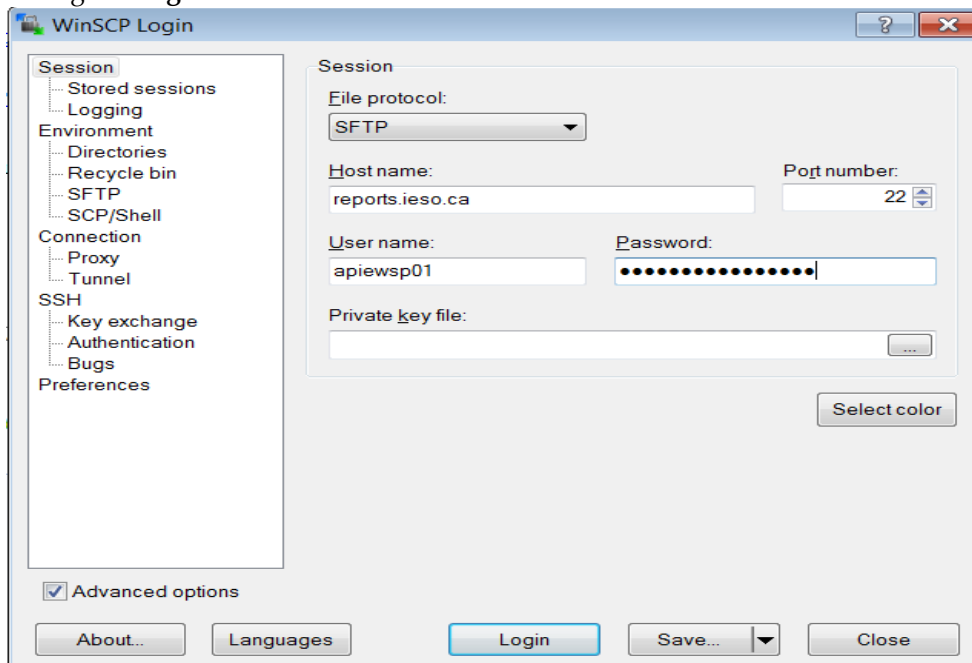 WinSCP Login
Session
Stored sessions
Logging
Environment
Directories
Recycle bin
SFTP
SCP/Shell
Connection
Proxy
Tunnel
SSH
Key exchange
Authentication
Bugs
Preferences
Session
File protocol:
SFTP
Host name:
Port number:
reports.ieso.ca
22
User name:
Password:
apiewsp01
••••••••••••••••
Private key file:
...
Select color
Advanced options
About...
Languages
Login
Save...
Close